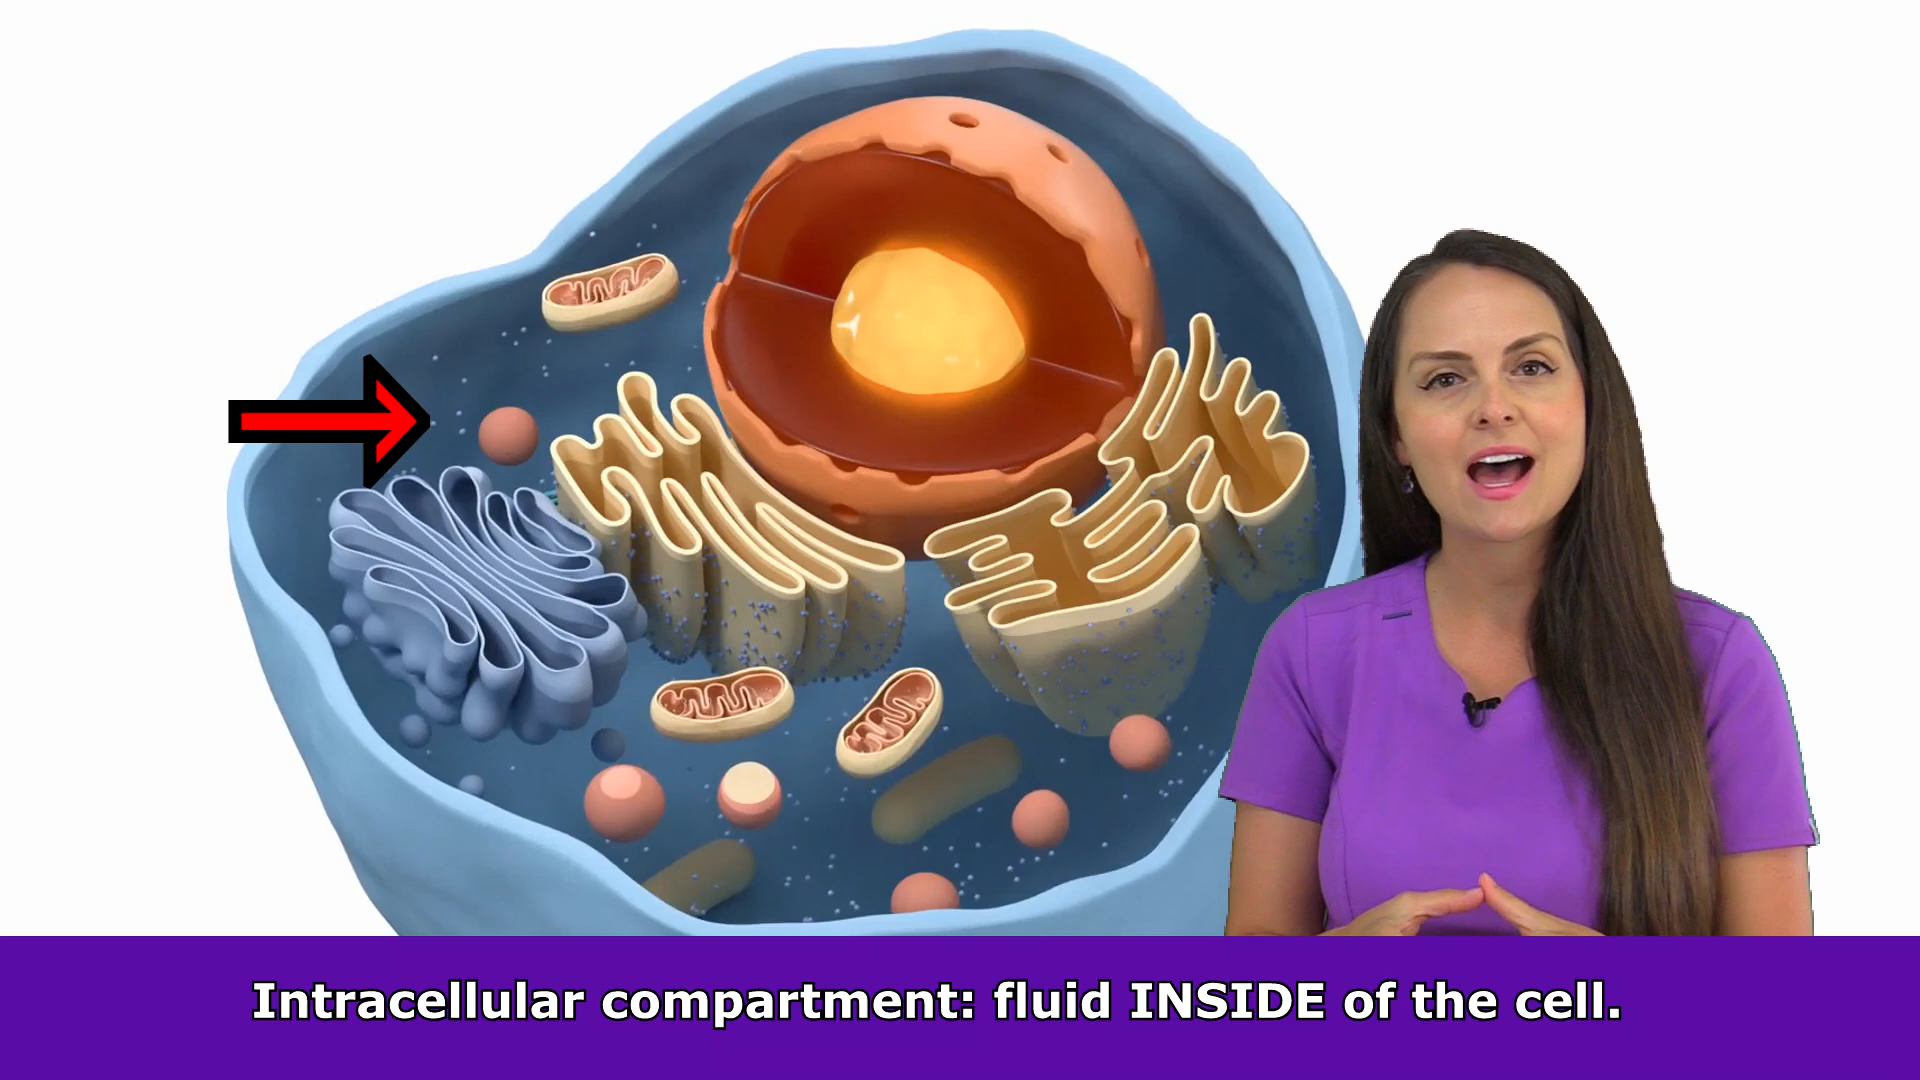 Intracellular compartment: fluid INSIDE of the cell.